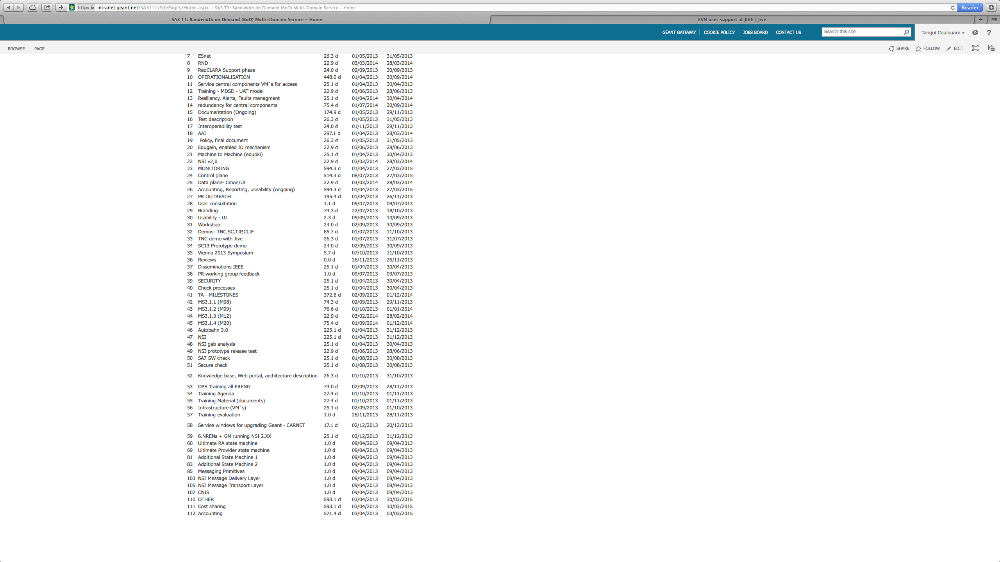 https intranet.geant.net/SA3/T1/SitePages/Home.aspx — SA3 T1: Bandwidth on Demand (BoD) Multi-Domain Service - Home Reader
SA3 T1: Bandwidth on Demand (BoD) Multi-Domain Service - Home EVN user support at JIVE | Jive
GÉANT GATEWAY COOKIE POLICY JOBS BOARD CONTACT US Search this site Tangui Coulouarn ?
BROWSE PAGE SHARE FOLLOW EDIT
7 ESnet 26.3 d 01/05/2013 31/05/2013
8 RND 22.9 d 03/03/2014 28/03/2014
9 RedCLARA Support phase 24.0 d 02/09/2013 30/09/2013
10 OPERATIONALISATION 448.0 d 01/04/2013 30/09/2014
11 Service central components VM´s for access 25.1 d 01/04/2013 30/04/2013
12 Training - MDSD - UAT model 22.9 d 03/06/2013 28/06/2013
13 Resiliency, Alerts, Faults managment 25.1 d 01/04/2014 30/04/2014
14 redundancy for central components 75.4 d 01/07/2014 30/09/2014
15 Documentation (Ongoing) 174.9 d 01/05/2013 29/11/2013
16 Test description 26.3 d 01/05/2013 31/05/2013
17 Interoperability test 24.0 d 01/11/2013 29/11/2013
18 AAI 297.1 d 01/04/2013 28/03/2014
19 Policy, final document 26.3 d 01/05/2013 31/05/2013
20 Edugain, enabled ID mechanism 22.9 d 03/06/2013 28/06/2013
21 Machine to Machine (edupki) 25.1 d 01/04/2013 30/04/2013
22 NSI v2,0 22.9 d 03/03/2014 28/03/2014
23 MONITORING 594.3 d 01/04/2013 27/03/2015
24 Control plane 514.3 d 08/07/2013 27/03/2015
25 Data plane- Cmon/UI 22.9 d 03/03/2014 28/03/2014
26 Accounting, Reporting, useability (ongoing) 594.3 d 01/04/2013 27/03/2015
27 PR OUTREACH 195.4 d 01/04/2013 26/11/2013
28 User consultation 1.1 d 09/07/2013 09/07/2013
29 Branding 74.3 d 22/07/2013 18/10/2013
30 Usability - UI 2.3 d 09/09/2013 10/09/2013
31 Workshop 24.0 d 02/09/2013 30/09/2013
32 Demos: TNC,SC,TIP,CLIF 85.7 d 01/07/2013 11/10/2013
33 TNC demo with Jive 26.3 d 01/07/2013 31/07/2013
34 SC13 Prototype demo 24.0 d 02/09/2013 30/09/2013
35 Vienna 2013 Symposium 5.7 d 07/10/2013 11/10/2013
36 Reviews 0.0 d 26/11/2013 26/11/2013
37 Disseminations IEEE 25.1 d 01/04/2013 30/04/2013
38 PR working group feedback 1.0 d 09/07/2013 09/07/2013
39 SECURITY 25.1 d 01/04/2013 30/04/2013
40 Check processes 25.1 d 01/04/2013 30/04/2013
41 TA - MILESTONES 372.6 d 02/09/2013 01/12/2014
42 MS3.1.1 (M08) 74.3 d 02/09/2013 29/11/2013
43 MS3.1.2 (M09) 76.6 d 01/10/2013 01/01/2014
44 MS3.1.3 (M12) 22.9 d 03/02/2014 28/02/2014
45 MS3.1.4 (M20) 75.4 d 01/09/2014 01/12/2014
46 Autobahn 3.0 225.1 d 01/04/2013 31/12/2013
47 NSI 225.1 d 01/04/2013 31/12/2013
48 NSI gab analysis 25.1 d 01/04/2013 30/04/2013
49 NSI prototype release test 22.9 d 03/06/2013 28/06/2013
50 SA7 SW check 25.1 d 01/08/2013 30/08/2013
51 Secure check 25.1 d 01/08/2013 30/08/2013
52 Knowledge base, Web portal, architecture description 26.3 d 01/10/2013 31/10/2013
53 OPS Training all ERENG 73.0 d 02/09/2013 28/11/2013
54 Training Agenda 27.4 d 01/10/2013 01/11/2013
55 Training Material (documents) 27.4 d 01/10/2013 01/11/2013
56 Infrastructure (VM´s) 25.1 d 02/09/2013 01/10/2013
57 Training evaluation 1.0 d 28/11/2013 28/11/2013
58 Service windows for upgrading Geant - CARNET 17.1 d 02/12/2013 20/12/2013
59 6.NRENs + GN running NSI 2.XX 25.1 d 02/12/2013 31/12/2013
60 Ultimate RA state machine 1.0 d 09/04/2013 09/04/2013
69 Ultimate Provider state machine 1.0 d 09/04/2013 09/04/2013
81 Additional State Machine 1 1.0 d 09/04/2013 09/04/2013
83 Additional State Machine 2 1.0 d 09/04/2013 09/04/2013
85 Messaging Primitives 1.0 d 09/04/2013 09/04/2013
103 NSI Message Delivery Layer 1.0 d 09/04/2013 09/04/2013
105 NSI Message Transport Layer 1.0 d 09/04/2013 09/04/2013
107 CNIS 1.0 d 09/04/2013 09/04/2013
110 OTHER 593.1 d 03/04/2013 30/03/2015
111 Cost sharing 593.1 d 03/04/2013 30/03/2015
112 Accounting 571.4 d 03/04/2013 03/03/2015